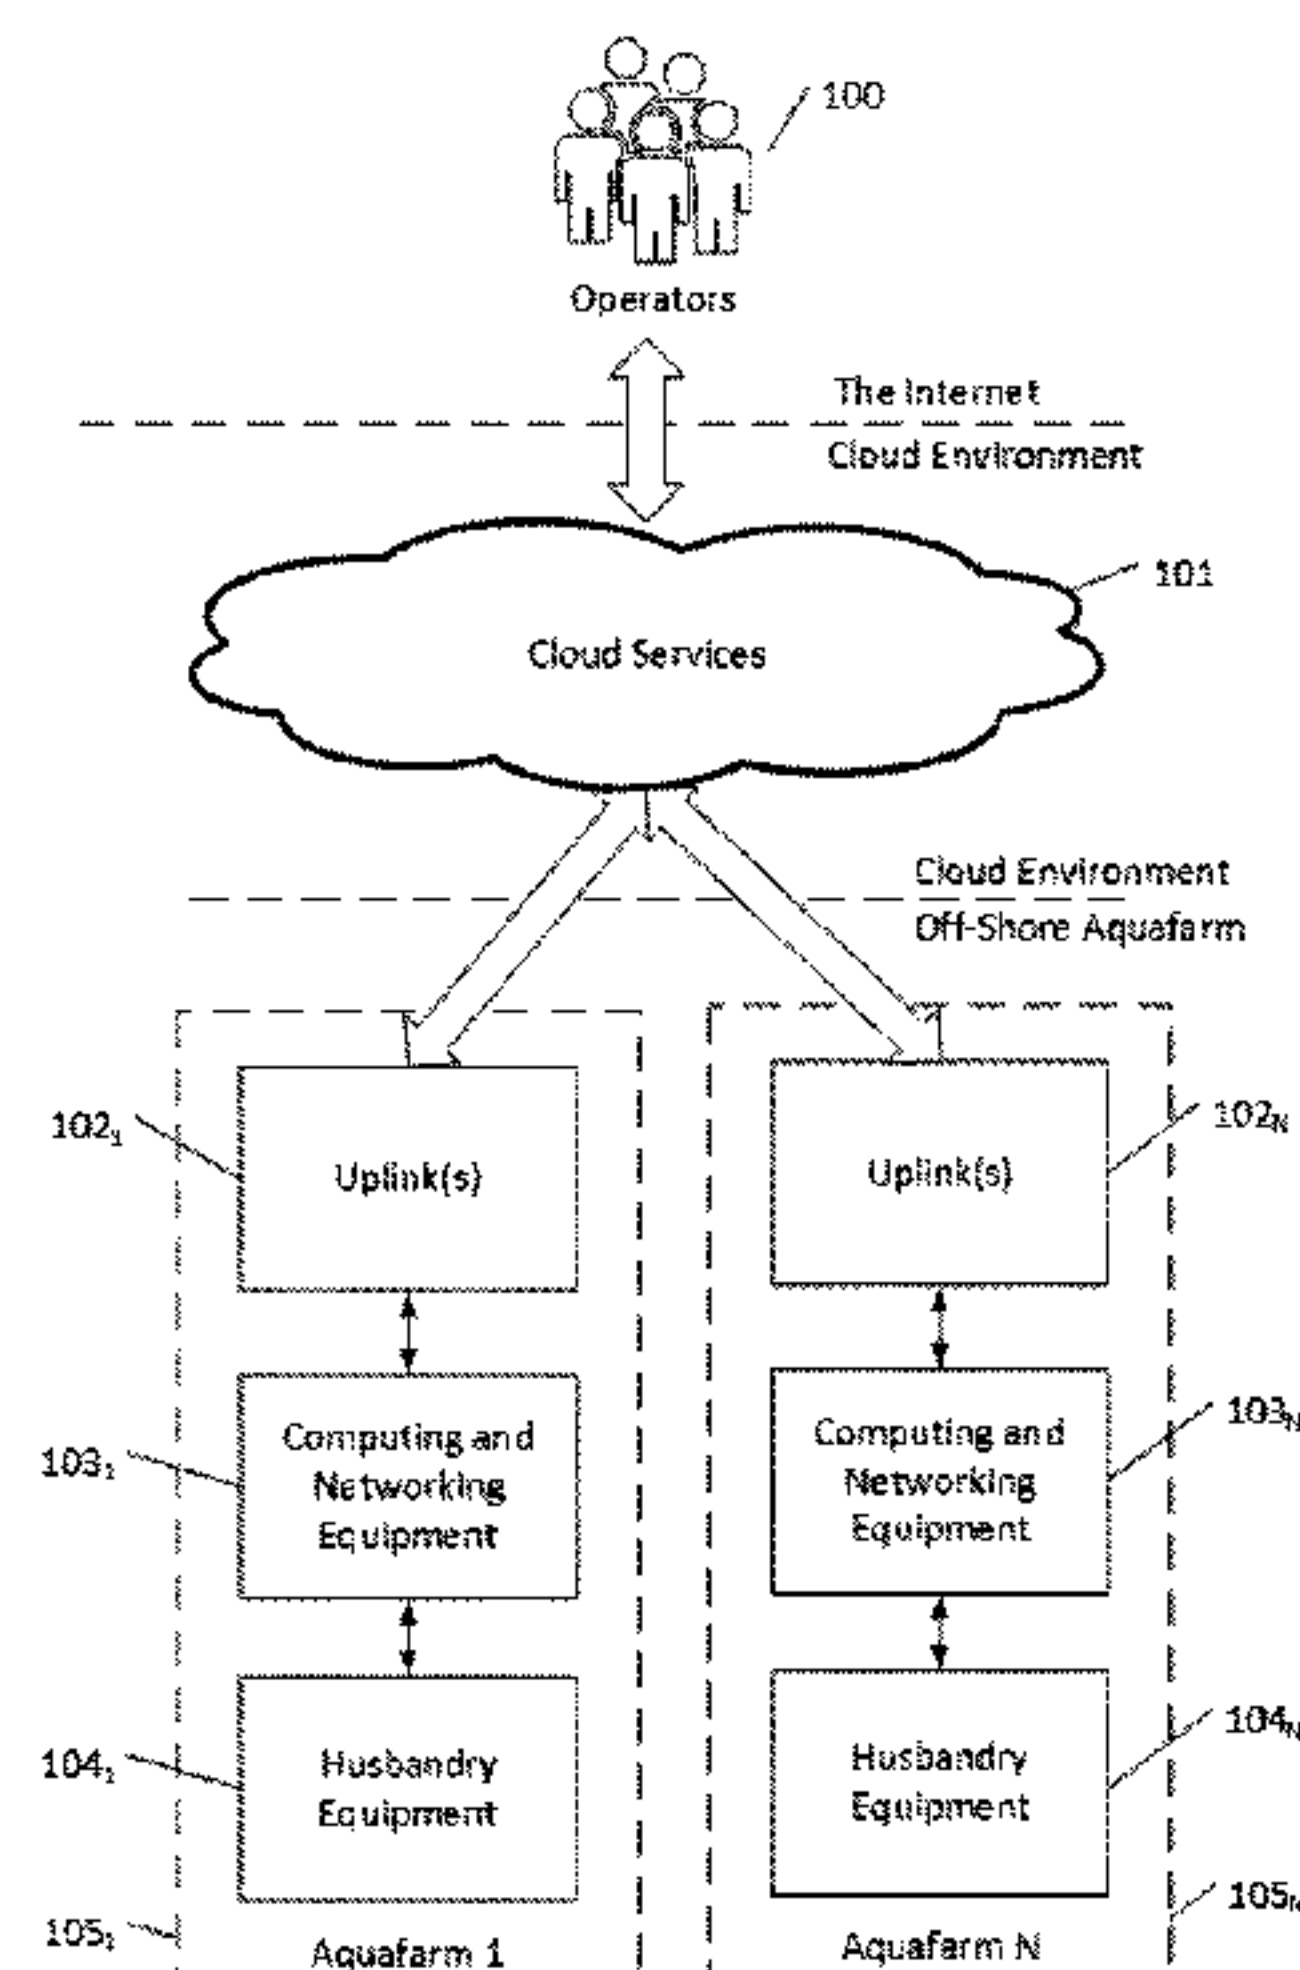 100
Operators
The Internet
Cloud Environment
101
Cloud Services
Cloud Environment
Off-Shore Aquafarm
102₁
Uplink(s)
Uplink(s)
102N
103₁
Computing and
Networking
Equipment
Computing and
Networking
Equipment
103N
104₁
Husbandry
Equipment
Husbandry
Equipment
104N
105₁
Aquafarm 1
Aquafarm N
105N